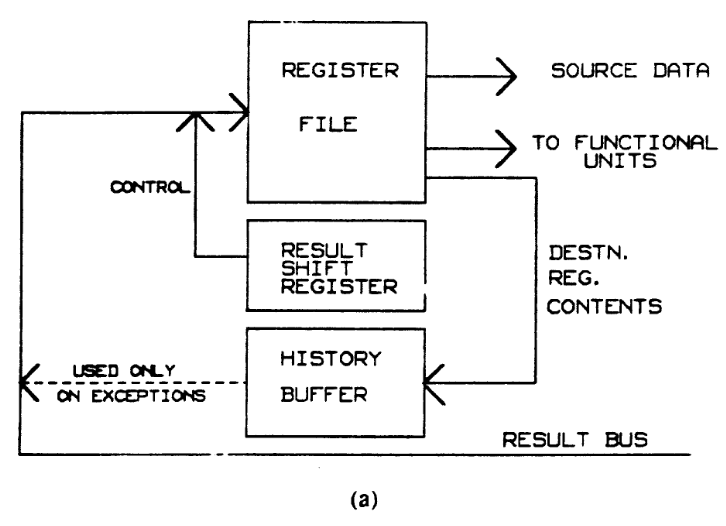 REGISTER
FILE
SOURCE DATA
TO FUNCTIONAL
UNITS
CONTROL
RESULT
SHIFT
REGISTER
DESTN.
REG.
CONTENTS
HISTORY
BUFFER
USED ONLY
ON EXCEPTIONS
RESULT BUS
(a)